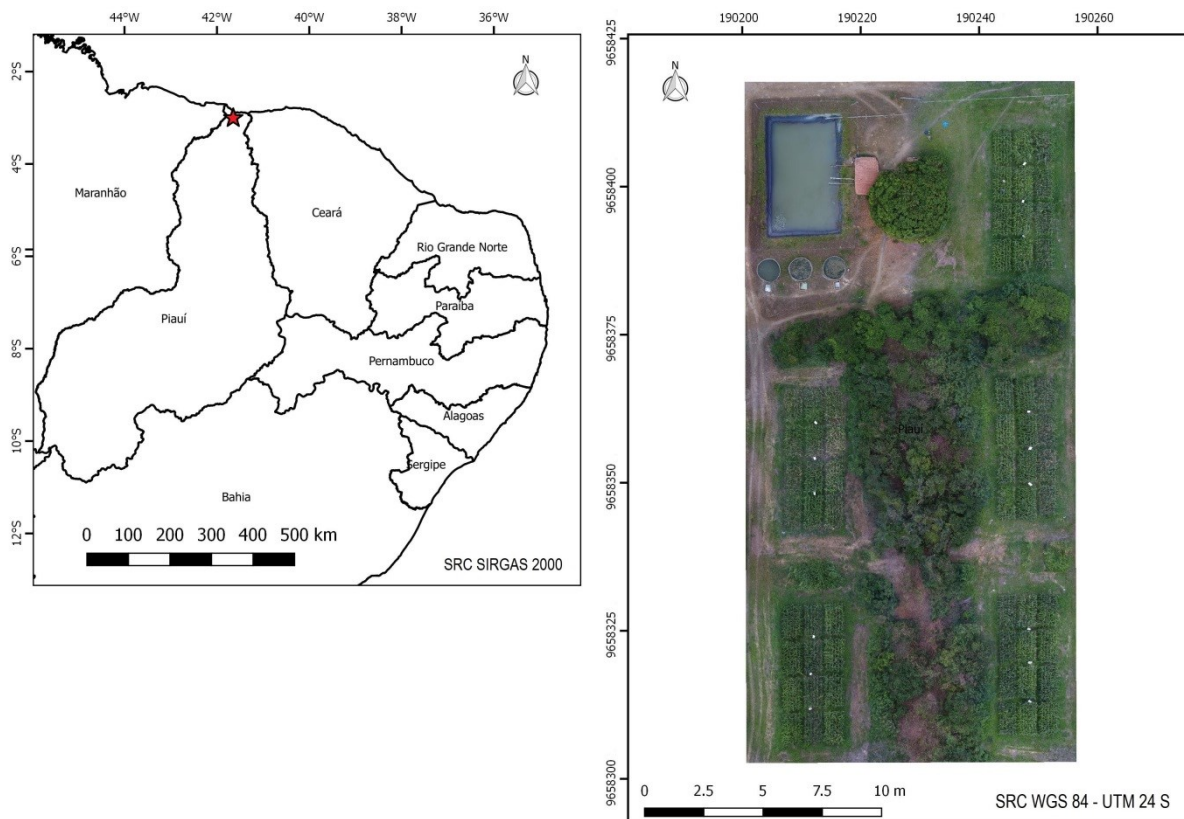 44°W 42°W 40°W 38°W 36°W
2°S
4°S
6°S
8°S
10°S
12°S
N
Maranhão
Ceará
Rio Grande Norte
Paraíba
Piauí
Pernambuco
Alagoas
Sergipe
Bahia
0 100 200 300 400 500 km
SRC SIRGAS 2000
190200 190220 190240 190260
9658425
9658400
9658375
9658350
9658325
9658300
N
Piauí
0 2.5 5 7.5 10 m
SRC WGS 84 - UTM 24 S